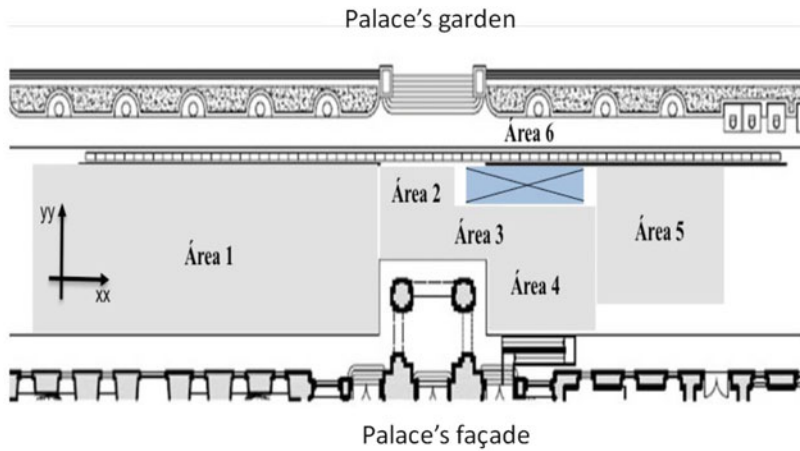 Palace's garden
Área 6
Área 2
yy
Área 1
Área 3
Área 5
xx
Área 4
Palace's façade